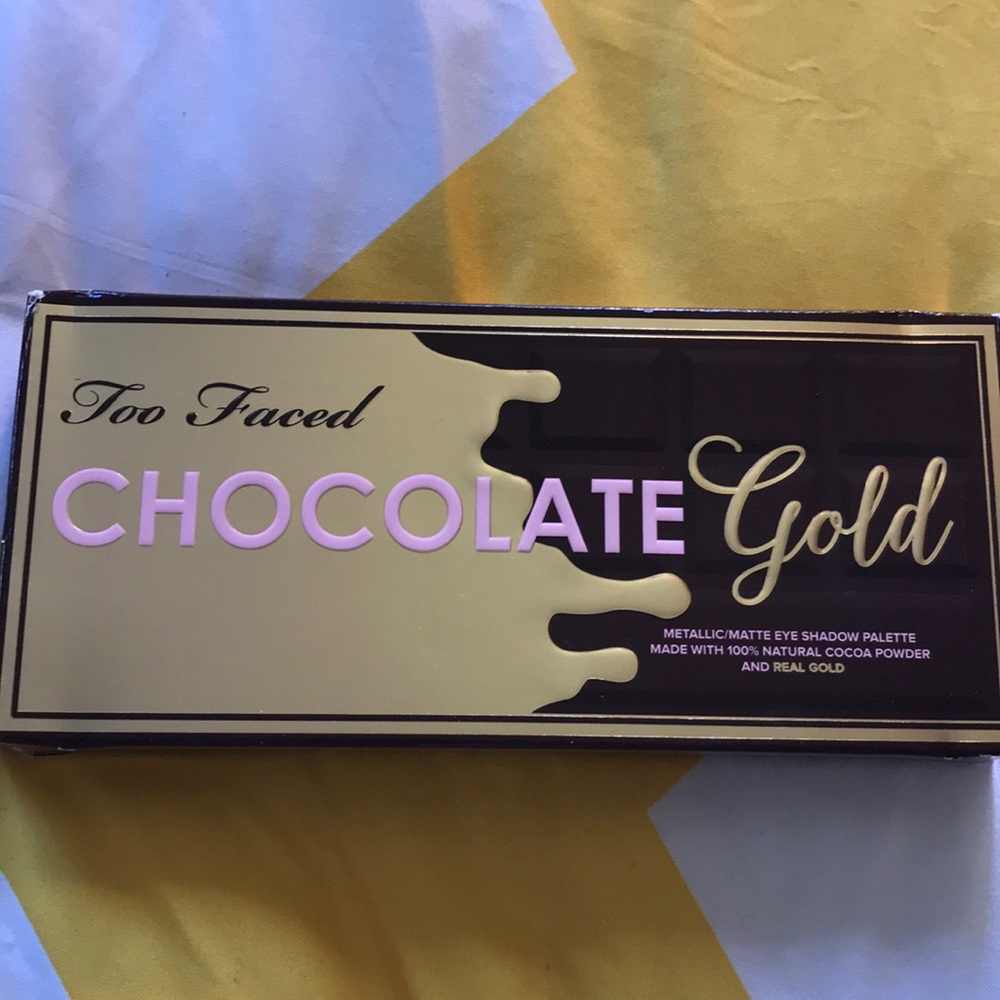 Too Faced
CHOCOLATE Gold
METALLIC/MATTE EYE SHADOW PALETTE
MADE WITH 100% NATURAL COCOA POWDER
AND REAL GOLD